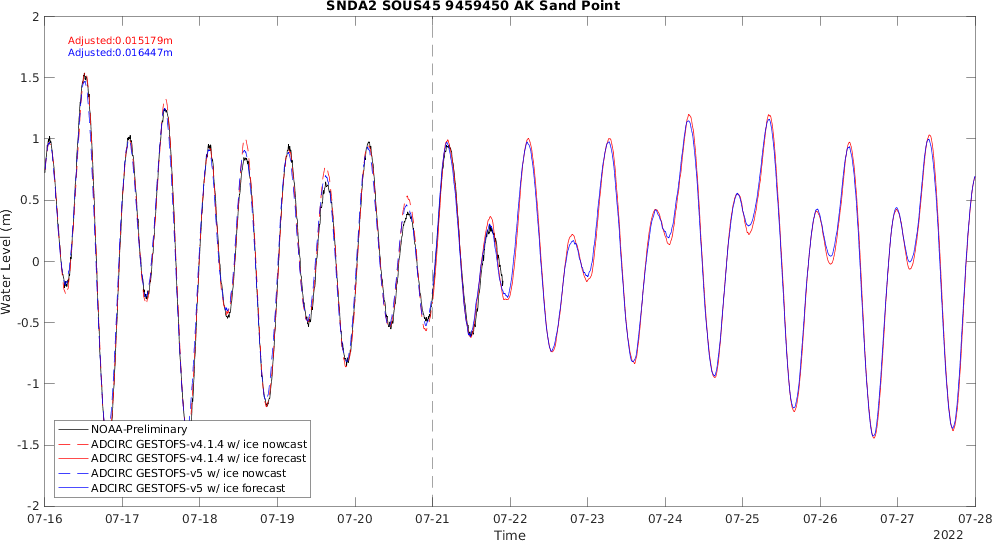 SNDA2 SOUS45 9459450 AK Sand Point
Adjusted:0.015179m
Adjusted:0.016447m
2
1.5
1
0.5
0
-0.5
-1
-1.5
-2
Water Level (m)
NOAA-Preliminary
ADCIRC GESTOFS-v4.1.4 w/ ice nowcast
ADCIRC GESTOFS-v4.1.4 w/ ice forecast
ADCIRC GESTOFS-v5 w/ ice nowcast
ADCIRC GESTOFS-v5 w/ ice forecast
07-16 07-17 07-18 07-19 07-20 07-21 07-22 07-23 07-24 07-25 07-26 07-27 07-28
Time
2022